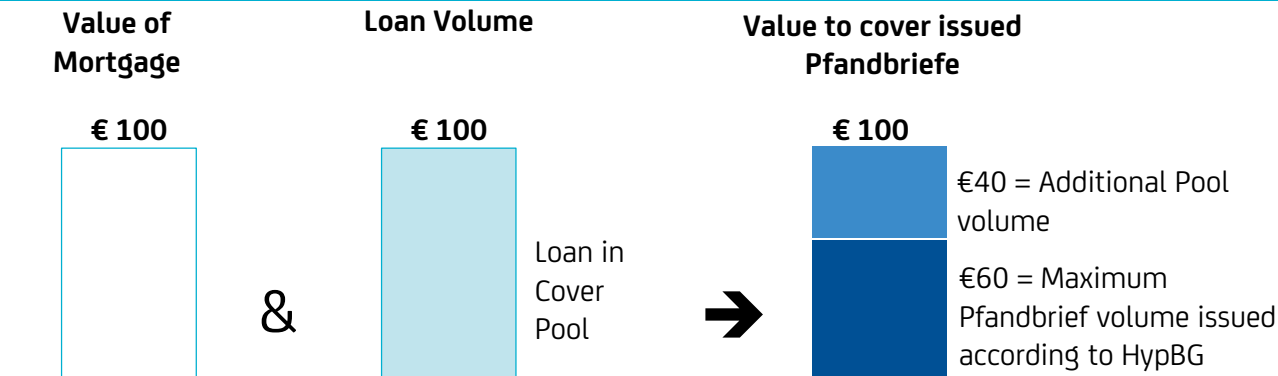 Value of
Mortgage
Loan Volume
Value to cover issued
Pfandbriefe
€ 100
€ 100
€ 100
€40 = Additional Pool
volume
Loan in
Cover
Pool
&
➔
€60 = Maximum
Pfandbrief volume issued
according to HypBG